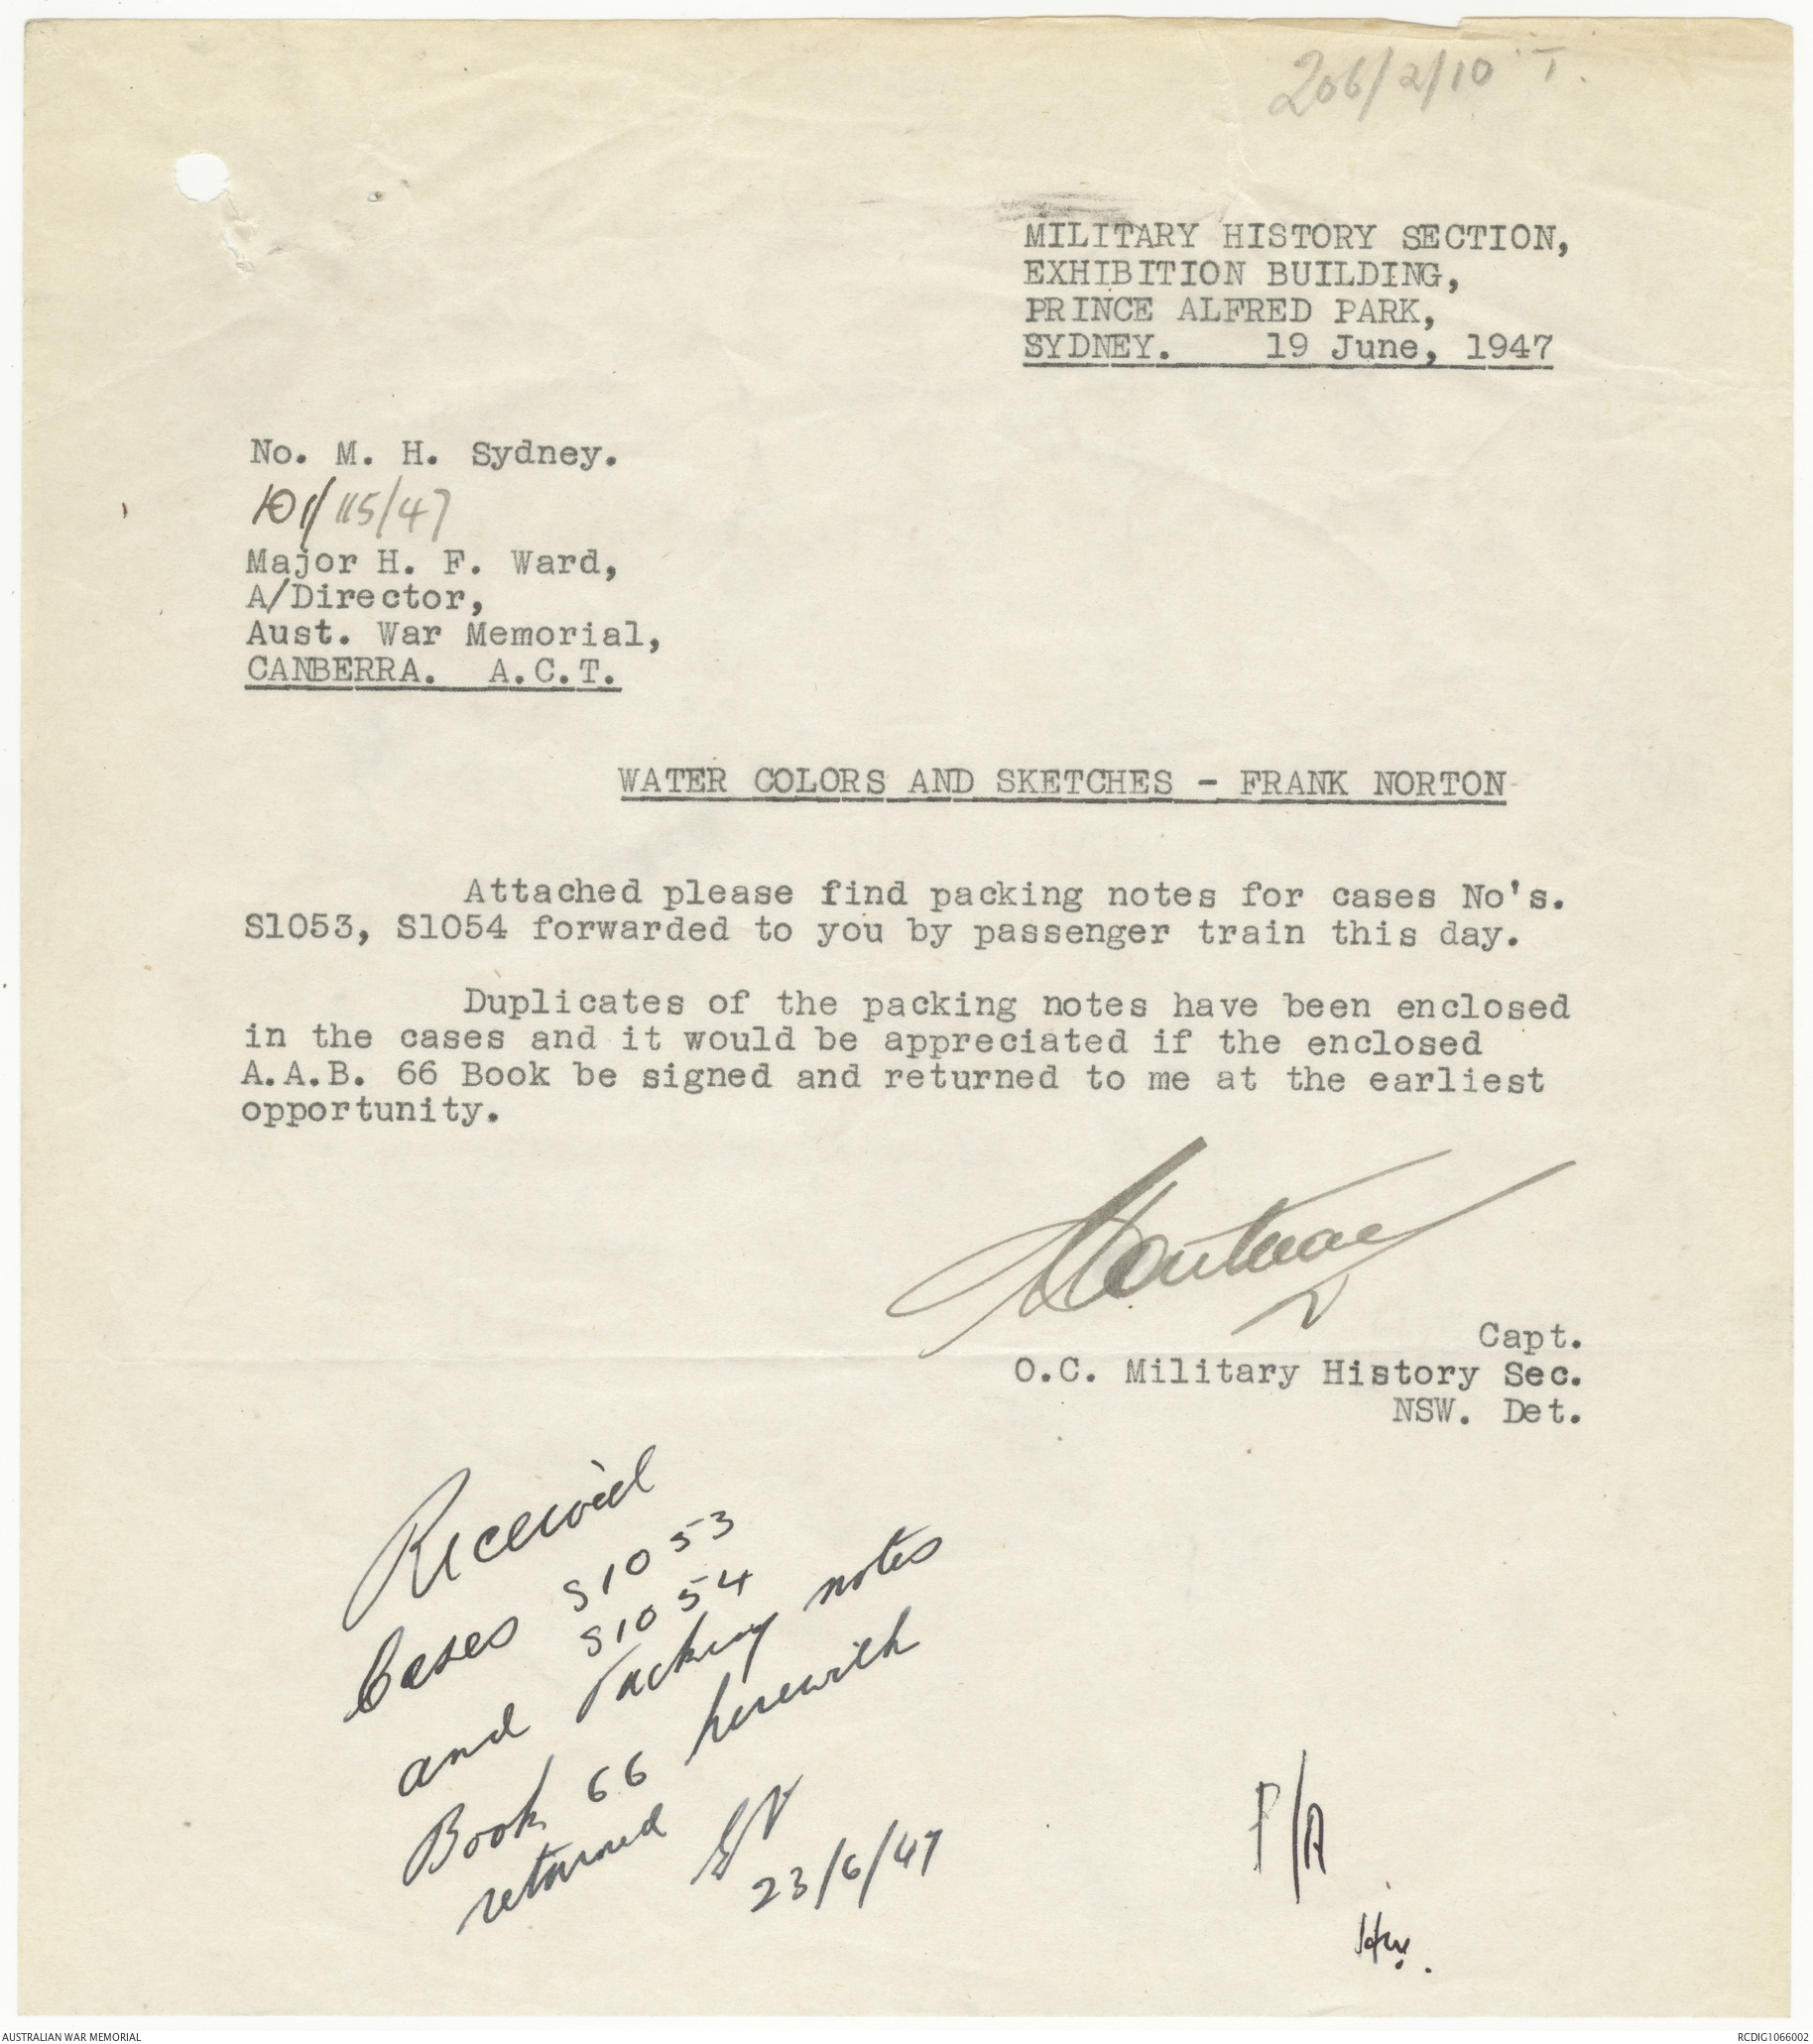 206/2/10 T.
MILITARY HISTORY SECTION,
EXHIBITION BUILDING,
PRINCE ALFRED PARK,
SYDNEY. 19 June, 1947
No. M. H. Sydney.
101/115/47
Major H. F. Ward,
A/Director,
Aust. War Memorial,
CANBERRA. A.C.T.
WATER COLORS AND SKETCHES - FRANK NORTON
Attached please find packing notes for cases No's.
S1053, S1054 forwarded to you by passenger train this day.
Duplicates of the packing notes have been enclosed
in the cases and it would be appreciated if the enclosed
A.A.B. 66 Book be signed and returned to me at the earliest
opportunity.
Capt.
O.C. Military History Sec.
NSW. Det.
Received
Cases S1053
S1054
and Packing notes
Book 66 herewith
returned
23/6/47
P/A
AUSTRALIAN WAR MEMORIAL
RCDIG1066002